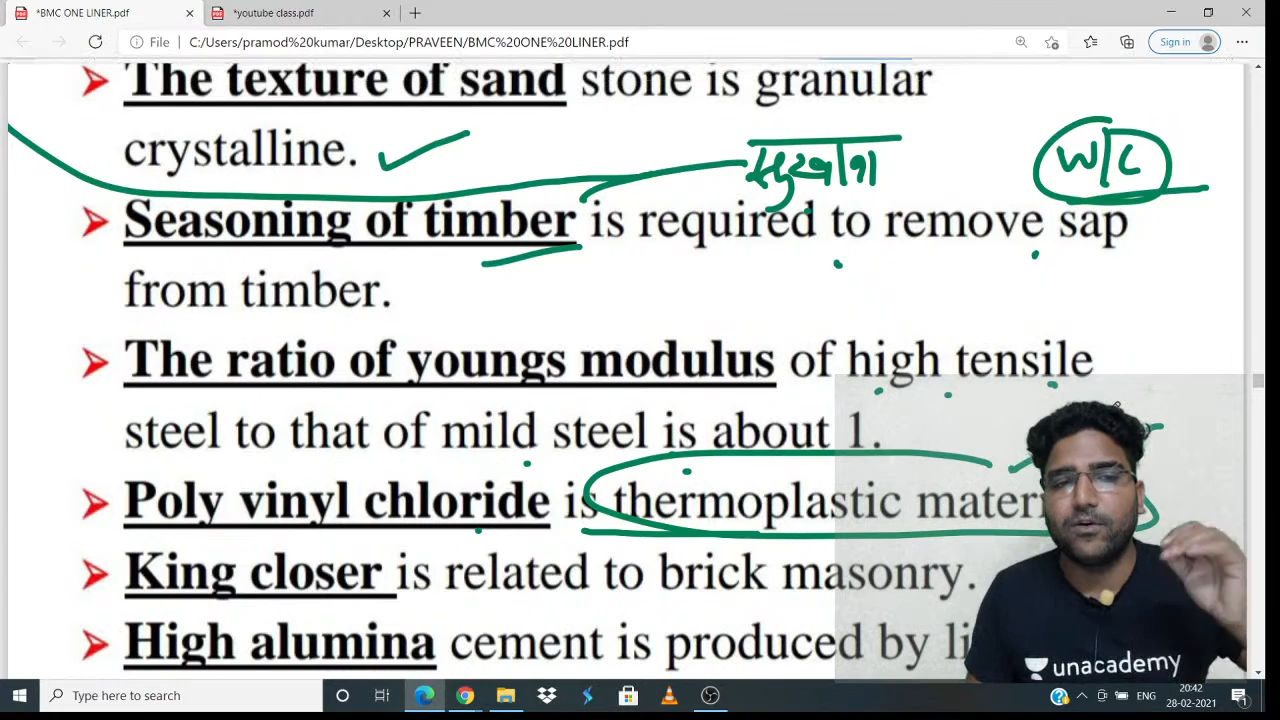 *BMC ONE LINER.pdf
*youtube class.pdf
File C:/Users/pramod%20kumar/Desktop/PRAVEEN/BMC%20ONE%20LINER.pdf
Sign in
➢ The texture of sand stone is granular
crystalline.
W/C
➢ Seasoning of timber is required to remove sap
from timber.
➢ The ratio of youngs modulus of high tensile
steel to that of mild steel is about 1.
➢ Poly vinyl chloride is thermoplastic
➢ King closer is related to brick masonry.
➢ High alumina cement is produced by
unacademy
Type here to search
ENG
20:42
28-02-2021
1